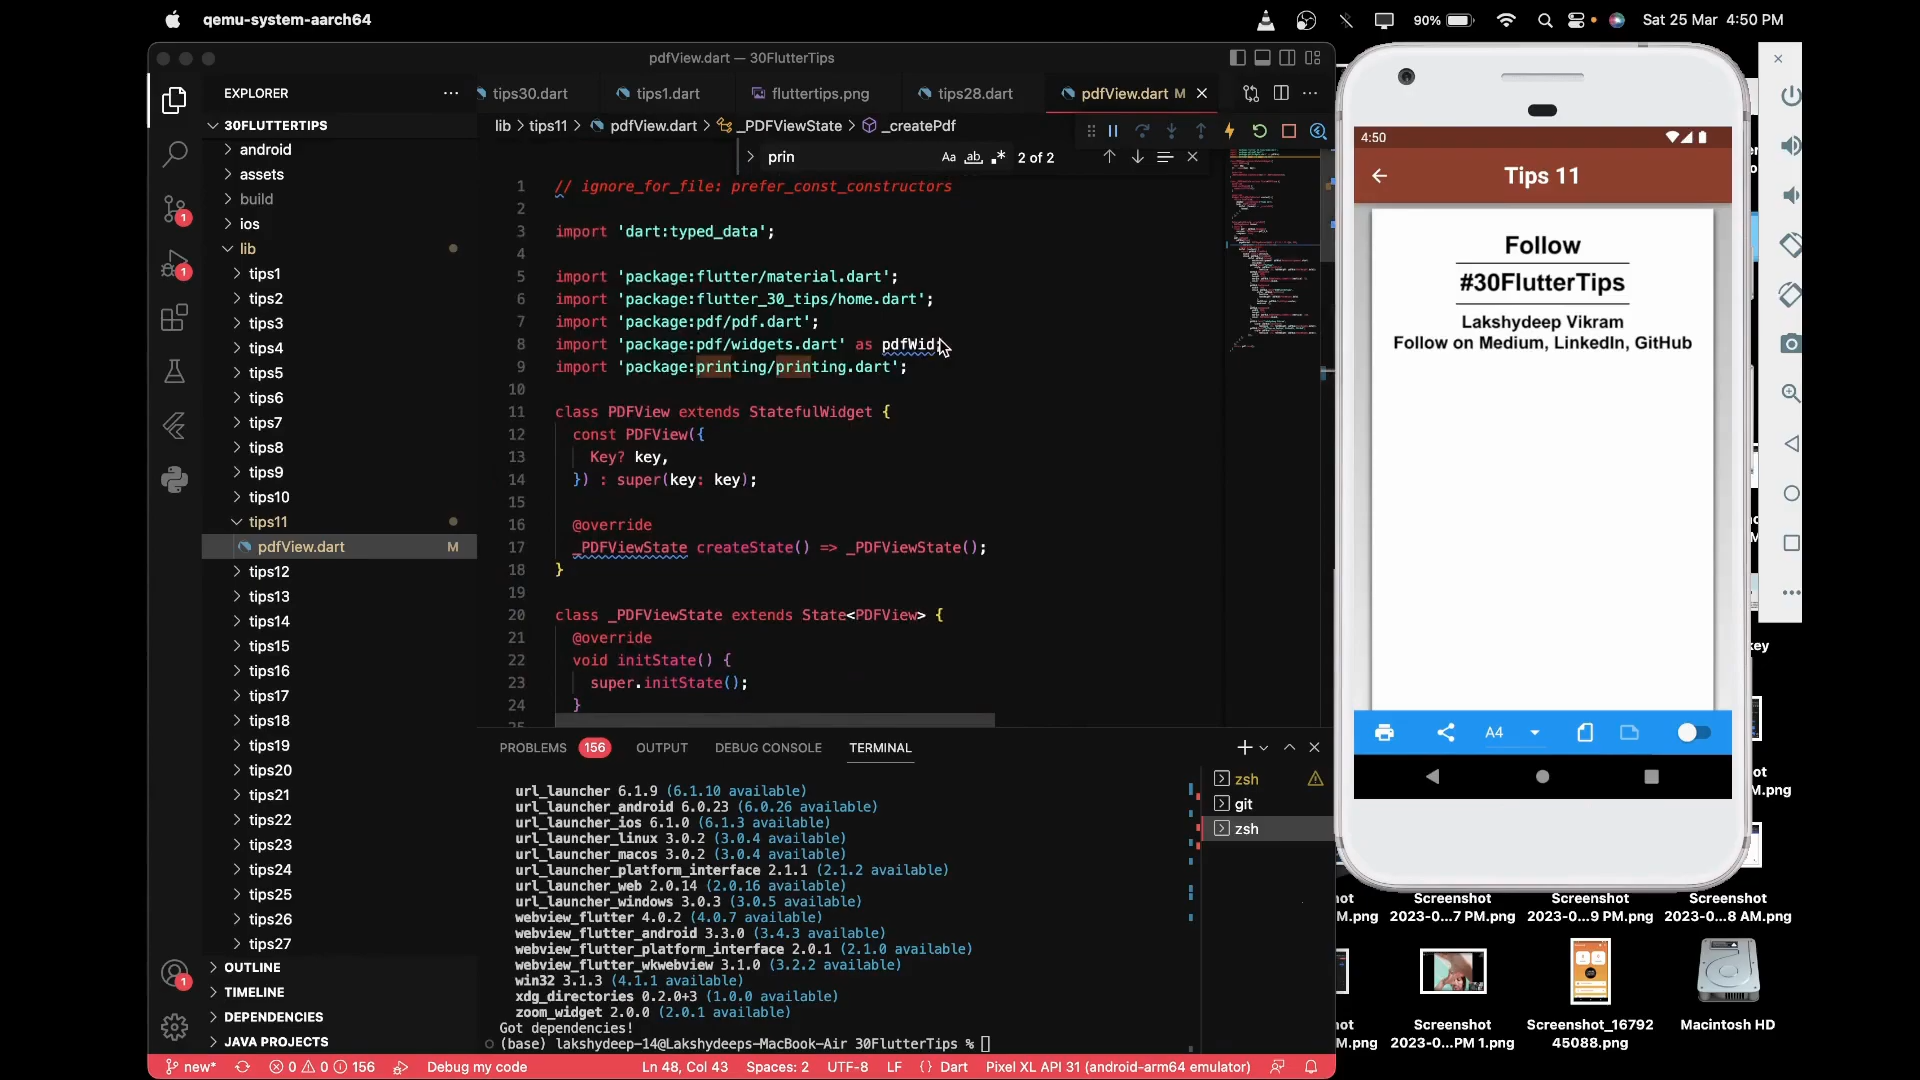 qemu-system-aarch64
90%
Sat 25 Mar 4:50 PM
pdfView.dart — 30FlutterTips
EXPLORER
30FLUTTERTIPS
android
assets
build
ios
lib
tips1
tips2
tips3
tips4
tips5
tips6
tips7
tips8
tips9
tips10
tips11
pdfView.dart M
tips12
tips13
tips14
tips15
tips16
tips17
tips18
tips19
tips20
tips21
tips22
tips23
tips24
tips25
tips26
tips27
OUTLINE
TIMELINE
DEPENDENCIES
JAVA PROJECTS
1
1
1
tips30.dart
tips1.dart
fluttertips.png
tips28.dart
pdfView.dart M
lib > tips11 > pdfView.dart > _PDFViewState > _createPdf
prin
Aa
ab
2 of 2
1 // ignore_for_file: prefer_const_constructors
2
3 import 'dart:typed_data';
4
5 import 'package:flutter/material.dart';
6 import 'package:flutter_30_tips/home.dart';
7 import 'package:pdf/pdf.dart';
8 import 'package:pdf/widgets.dart' as pdfWid;
9 import 'package:printing/printing.dart';
10
11 class PDFView extends StatefulWidget {
12 const PDFView({
13 Key? key,
14 }) : super(key: key);
15
16 @override
17 _PDFViewState createState() => _PDFViewState();
18 }
19
20 class _PDFViewState extends State<PDFView> {
21 @override
22 void initState() {
23 super.initState();
24 }
25
PROBLEMS 156
OUTPUT
DEBUG CONSOLE
TERMINAL
url_launcher 6.1.9 (6.1.10 available)
url_launcher_android 6.0.23 (6.0.26 available)
url_launcher_ios 6.1.0 (6.1.3 available)
url_launcher_linux 3.0.2 (3.0.4 available)
url_launcher_macos 3.0.2 (3.0.4 available)
url_launcher_platform_interface 2.1.1 (2.1.2 available)
url_launcher_web 2.0.14 (2.0.16 available)
url_launcher_windows 3.0.3 (3.0.5 available)
webview_flutter 4.0.2 (4.0.7 available)
webview_flutter_android 3.3.0 (3.4.3 available)
webview_flutter_platform_interface 2.0.1 (2.1.0 available)
webview_flutter_wkwebview 3.1.0 (3.2.2 available)
win32 3.1.3 (4.1.1 available)
xdg_directories 0.2.0+3 (1.0.0 available)
zoom_widget 2.0.0 (2.0.1 available)
Got dependencies!
(base) lakshydeep-14@Lakshydeeps-MacBook-Air 30FlutterTips %
zsh
git
zsh
new*
0 0 156
Debug my code
Ln 48, Col 43
Spaces: 2
UTF-8
LF
{} Dart
Pixel XL API 31 (android-arm64 emulator)
4:50
Tips 11
Follow
#30FlutterTips
Lakshydeep Vikram
Follow on Medium, LinkedIn, GitHub
A4
key
ot
M.png
ot
M.png
Screenshot
2023-0...7 PM.png
Screenshot
2023-0...9 PM.png
Screenshot
2023-0...8 AM.png
ot
M.png
Screenshot
2023-0...PM 1.png
Screenshot_16792
45088.png
Macintosh HD